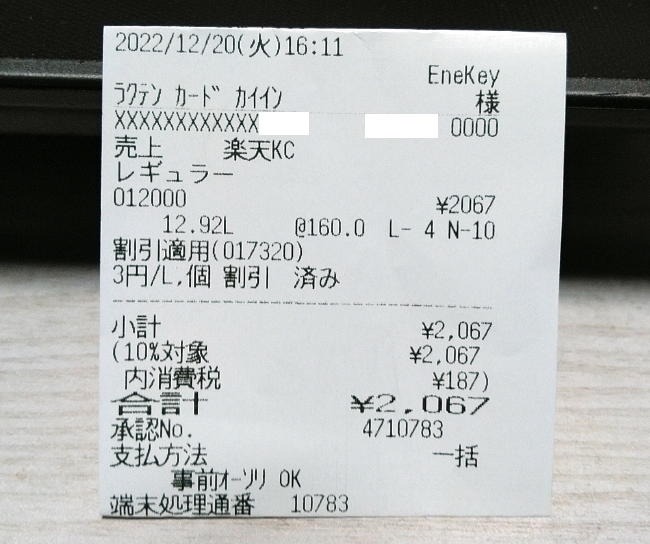 2022/12/20(火)16:11
EneKey
ﾗｸﾃﾝ ｶｰﾄﾞ ｶｲｲﾝ 様
XXXXXXXXXXXX 0000
売上 楽天KC
レギュラー
012000 ¥2067
12.92L @160.0 L- 4 N-10
割引適用(017320)
3円/L,個 割引 済み
小計 ¥2,067
(10%対象 ¥2,067
内消費税 ¥187)
合計 ¥2,067
承認No. 4710783
支払方法 一括
事前ｵｰｿﾘ OK
端末処理通番 10783